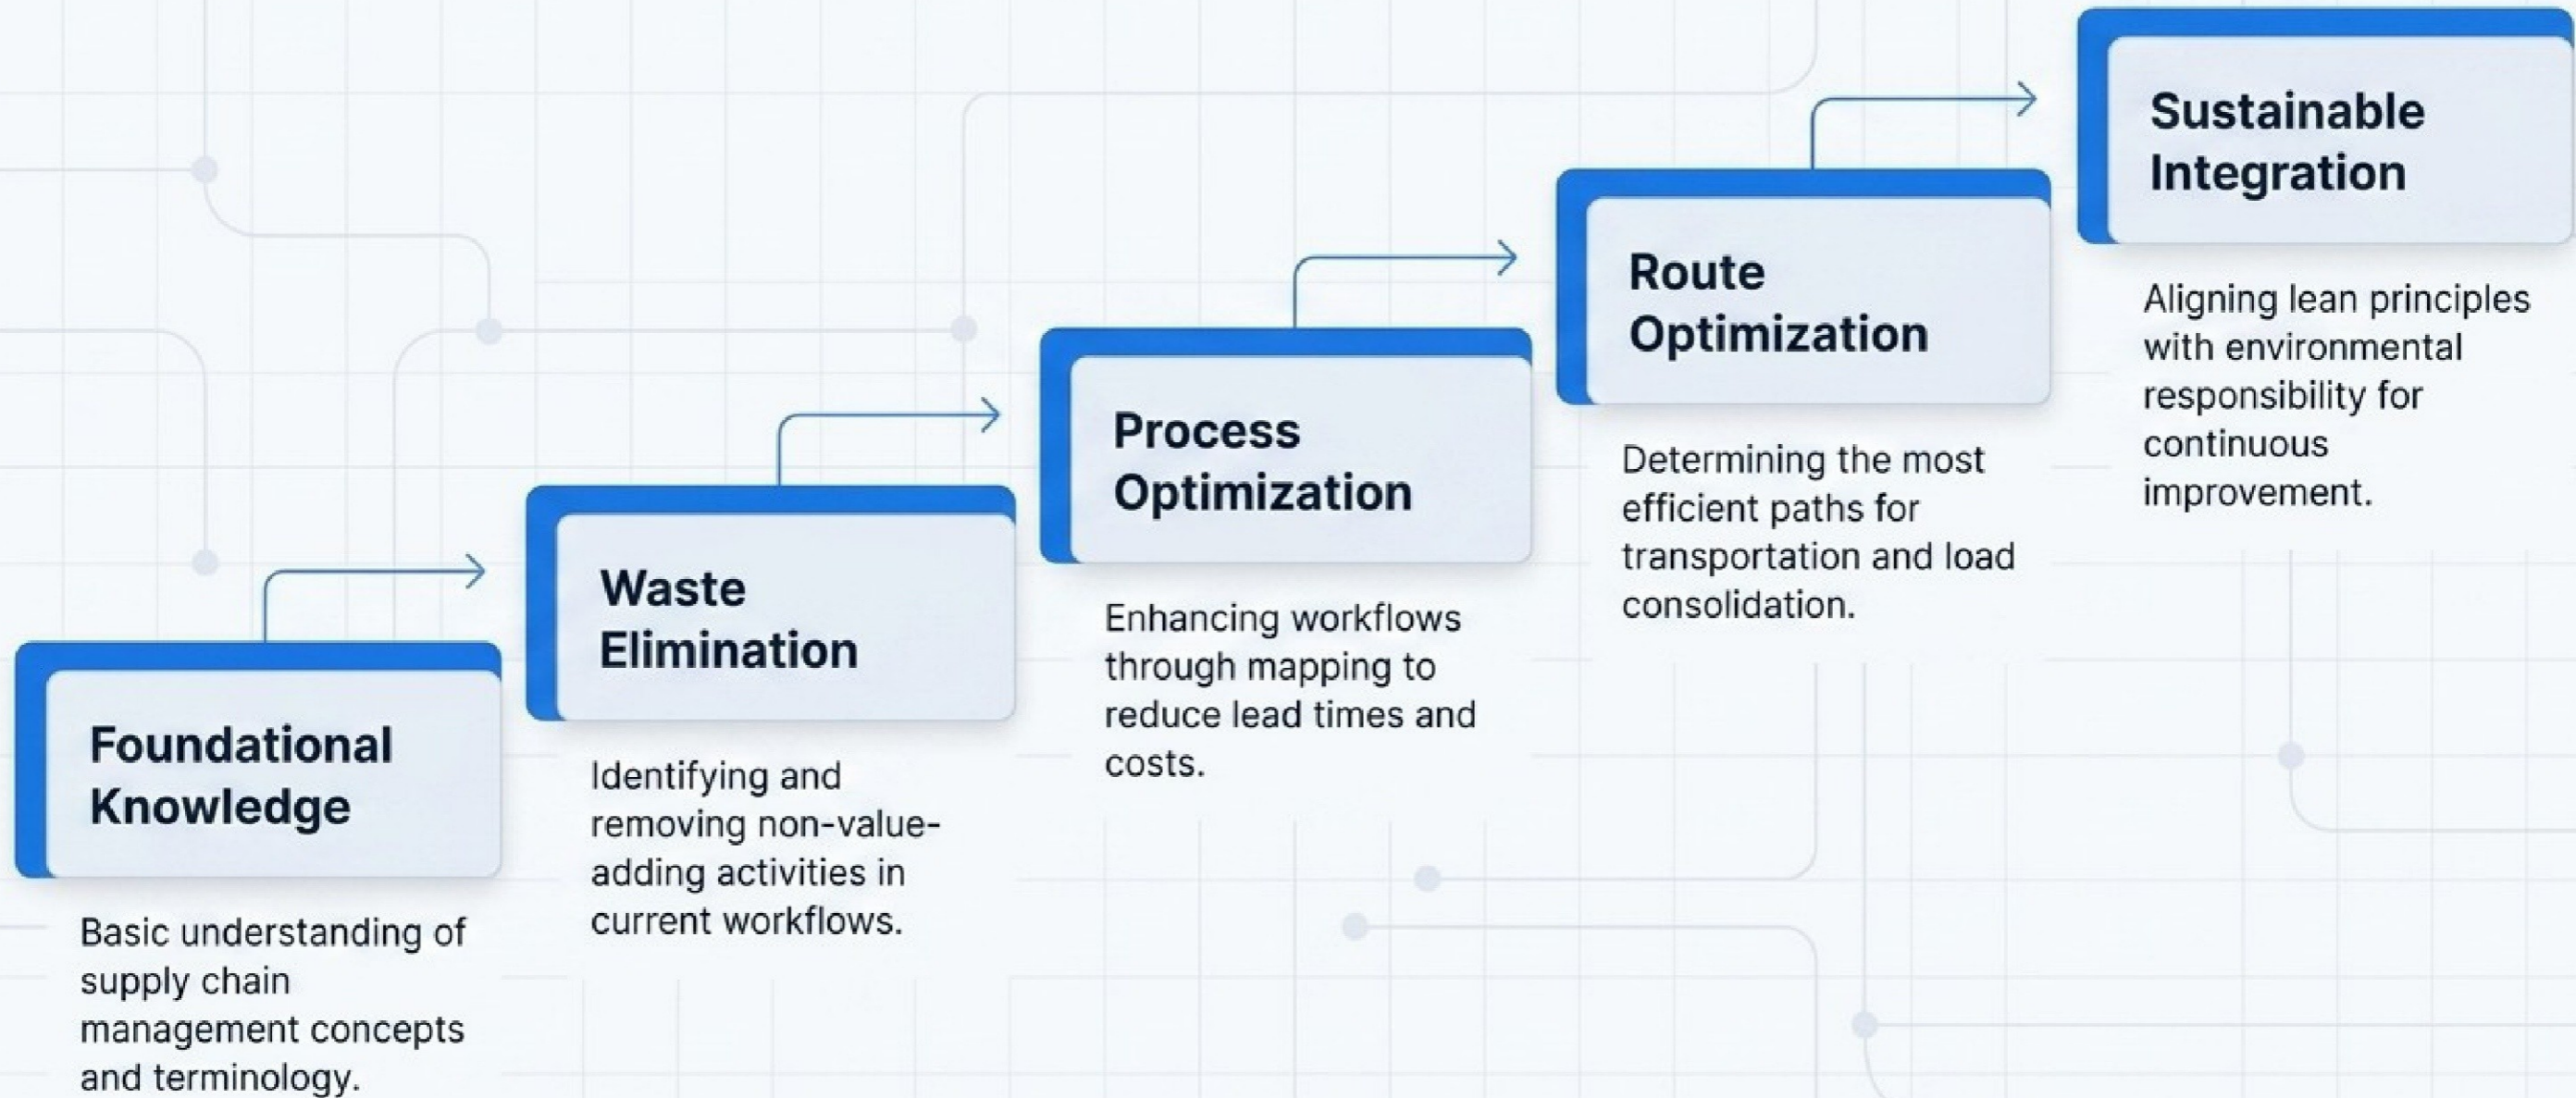 Foundational
Knowledge
Basic understanding of
supply chain
management concepts
and terminology.
Waste
Elimination
Identifying and
removing non-value-
adding activities in
current workflows.
Process
Optimization
Enhancing workflows
through mapping to
reduce lead times and
costs.
Route
Optimization
Determining the most
efficient paths for
transportation and load
consolidation.
Sustainable
Integration
Aligning lean principles
with environmental
responsibility for
continuous
improvement.